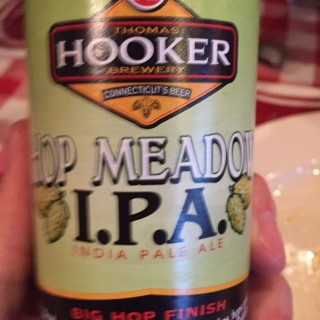 THOMAS
HOOKER
BREWERY
CONNECTICUT'S BEER
HOP MEADOW
I.P.A.
INDIA PALE ALE
BIG HOP FINISH